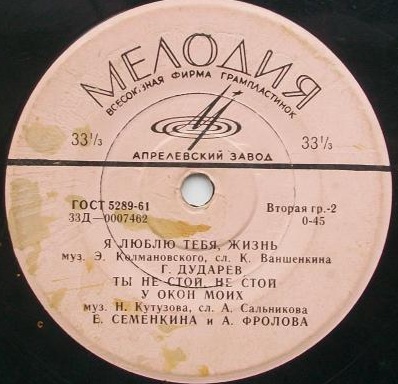 МЕЛОДИЯ
ВСЕСОЮЗНАЯ ФИРМА ГРАМПЛАСТИНОК
33⅓ 33⅓
АПРЕЛЕВСКИЙ ЗАВОД
ГОСТ 5289-61 Вторая гр.-2
33Д—0007462 0-45
Я ЛЮБЛЮ ТЕБЯ, ЖИЗНЬ
муз. Э. Колмановского, сл. К. Ваншенкина
Г. ДУДАРЕВ
ТЫ НЕ СТОЙ, НЕ СТОЙ
У ОКОН МОИХ
муз. Н. Кутузова, сл. А. Сальникова
Е. СЕМЕНКИНА и А. ФРОЛОВА